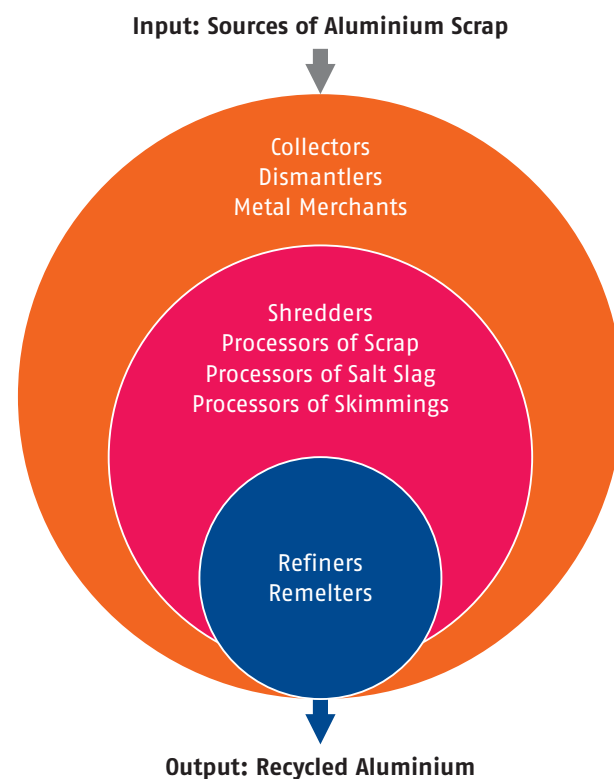 Input: Sources of Aluminium Scrap
Collectors
Dismantlers
Metal Merchants
Shredders
Processors of Scrap
Processors of Salt Slag
Processors of Skimmings
Refiners
Remelters
Output: Recycled Aluminium